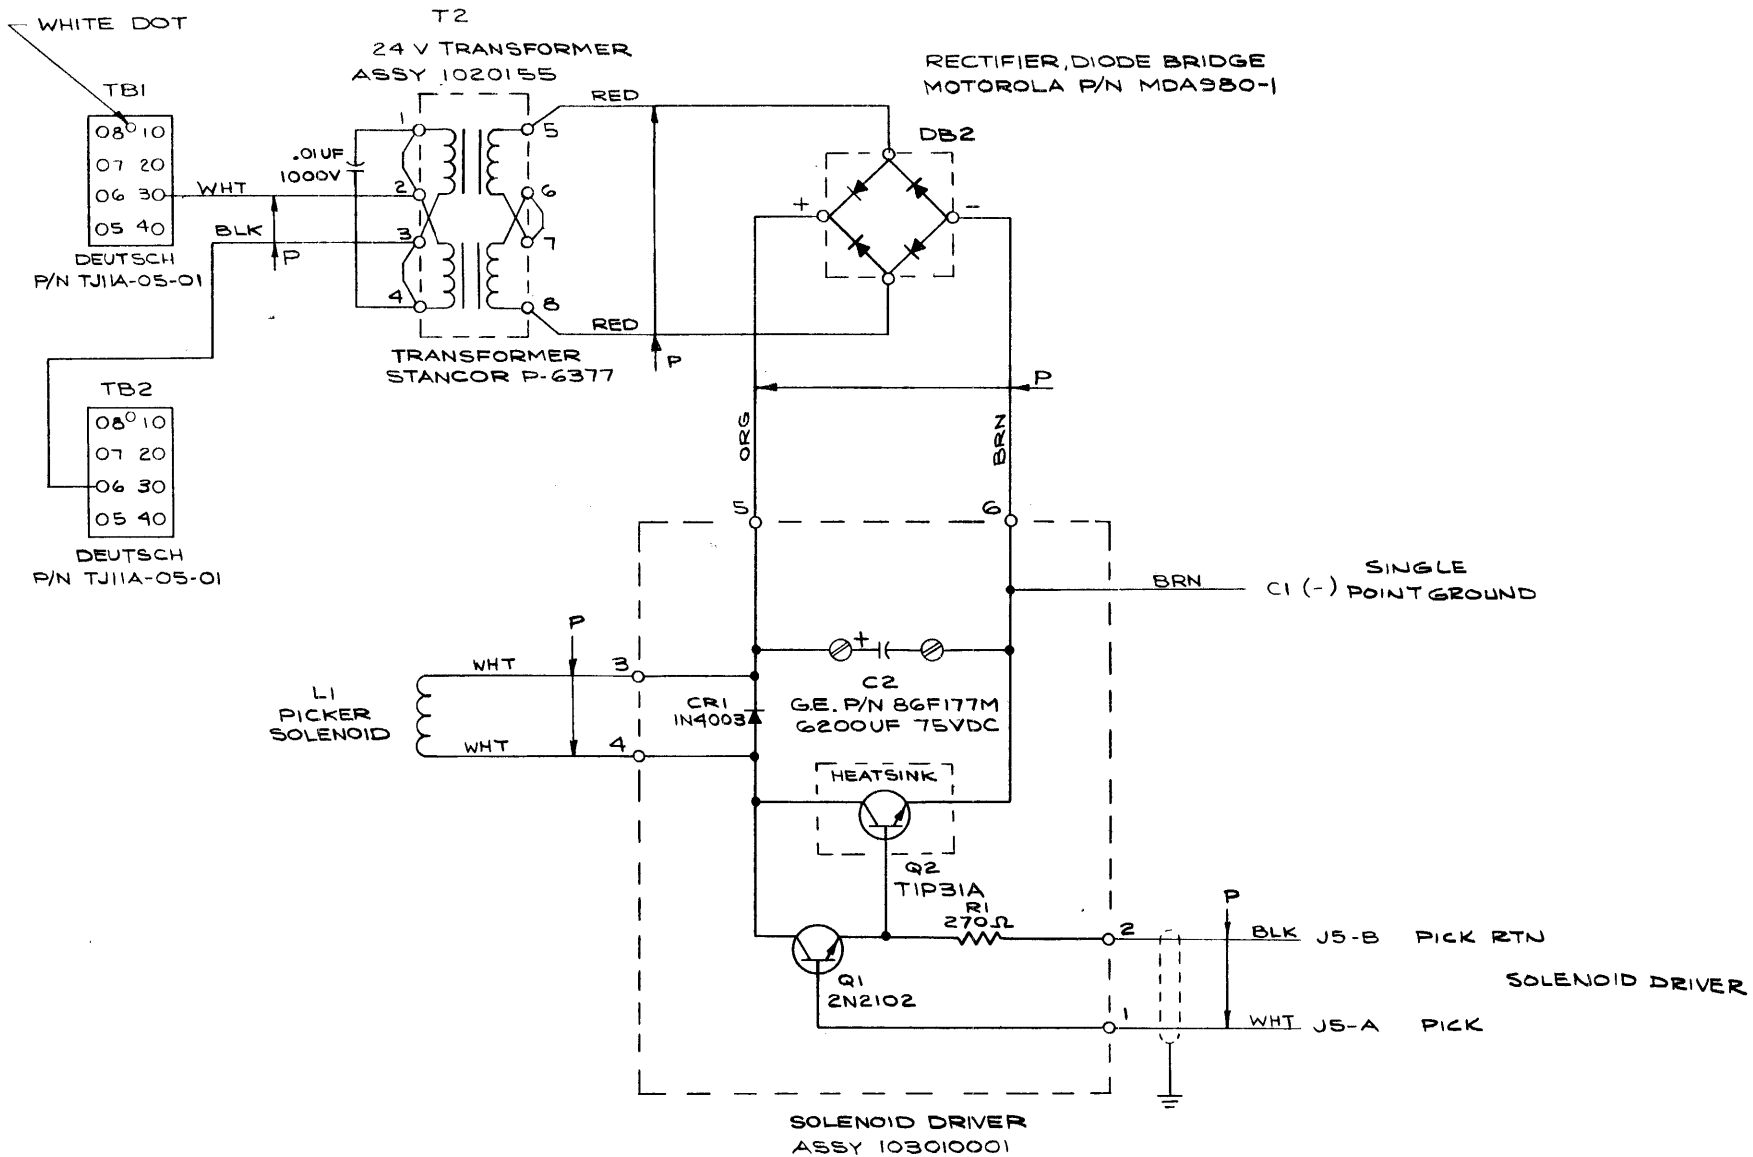 WHITE DOT
T2
24 V TRANSFORMER
ASSY 1020155
RECTIFIER, DIODE BRIDGE
MOTOROLA P/N MDA980-1
TB1
08 10
07 20
06 30
05 40
DEUTSCH
P/N TJ11A-05-01
WHT
BLK
P
.01UF
1000V
1
2
3
4
5
6
7
8
RED
RED
P
TRANSFORMER
STANCOR P-6377
DB2
+
-
P
ORG
BRN
TB2
08 10
07 20
06 30
05 40
DEUTSCH
P/N TJ11A-05-01
5
6
BRN
C1 (-)
SINGLE
POINT GROUND
P
WHT
3
L1
PICKER
SOLENOID
WHT
4
CR1
1N4003
+
C2
G.E. P/N 86F177M
6200UF 75VDC
HEATSINK
Q2
TIP31A
R1
270Ω
Q1
2N2102
2
1
P
BLK J5-B PICK RTN
SOLENOID DRIVER
WHT J5-A PICK
SOLENOID DRIVER
ASSY 103010001